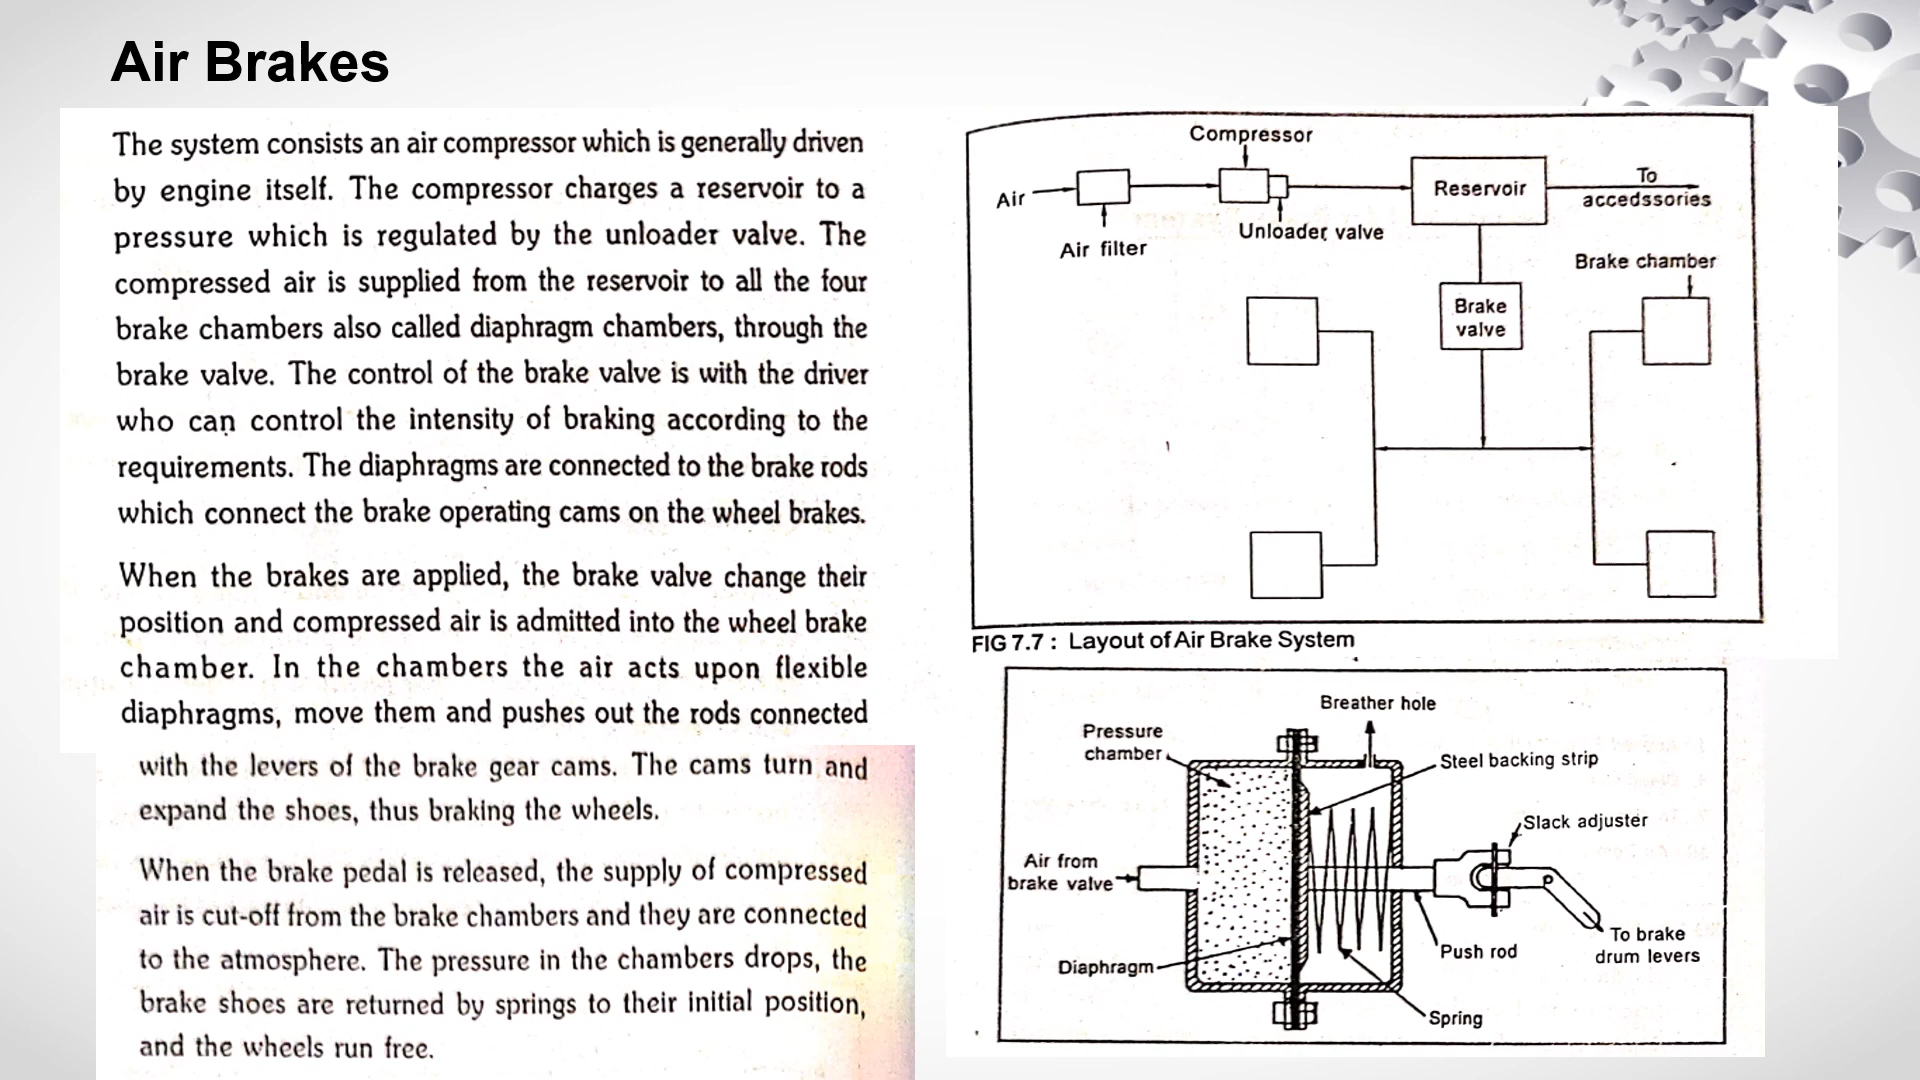 Air Brakes
The system consists an air compressor which is generally driven
by engine itself. The compressor charges a reservoir to a
pressure which is regulated by the unloader valve. The
compressed air is supplied from the reservoir to all the four
brake chambers also called diaphragm chambers, through the
brake valve. The control of the brake valve is with the driver
who can control the intensity of braking according to the
requirements. The diaphragms are connected to the brake rods
which connect the brake operating cams on the wheel brakes.
When the brakes are applied, the brake valve change their
position and compressed air is admitted into the wheel brake
chamber. In the chambers the air acts upon flexible
diaphragms, move them and pushes out the rods connected
with the levers of the brake gear cams. The cams turn and
expand the shoes, thus braking the wheels.
When the brake pedal is released, the supply of compressed
air is cut-off from the brake chambers and they are connected
to the atmosphere. The pressure in the chambers drops, the
brake shoes are returned by springs to their initial position,
and the wheels run free.
Compressor
Air
Air filter
Unloader valve
Reservoir
To
accedssories
Brake chamber
Brake
valve
FIG 7.7 : Layout of Air Brake System
Breather hole
Pressure
chamber
Steel backing strip
Slack adjuster
Air from
brake valve
To brake
drum levers
Push rod
Diaphragm
Spring